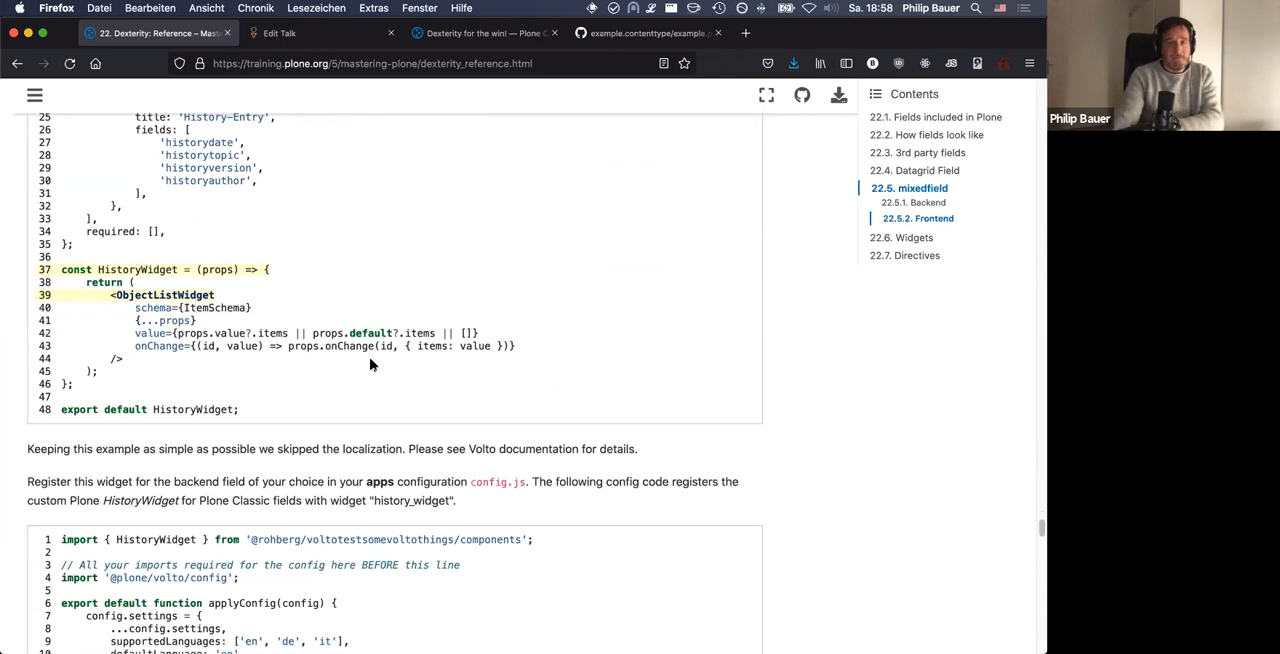 Firefox Datei Bearbeiten Ansicht Chronik Lesezeichen Extras Fenster Hilfe Sa. 18:58 Philip Bauer
22. Dexterity: Reference – Mast Edit Talk Dexterity for the win! — Plone C example.contenttype/example.
https://training.plone.org/5/mastering-plone/dexterity_reference.html
Contents
22.1. Fields included in Plone
22.2. How fields look like
22.3. 3rd party fields
22.4. Datagrid Field
22.5. mixedfield
22.5.1. Backend
22.5.2. Frontend
22.6. Widgets
22.7. Directives
25 title: 'History-Entry',
26 fields: [
27 'historydate',
28 'historytopic',
29 'historyversion',
30 'historyauthor',
31 ],
32 },
33 ],
34 required: [],
35 };
36
37 const HistoryWidget = (props) => {
38 return (
39 <ObjectListWidget
40 schema={ItemSchema}
41 {...props}
42 value={props.value?.items || props.default?.items || []}
43 onChange={(id, value) => props.onChange(id, { items: value })}
44 />
45 );
46 };
47
48 export default HistoryWidget;
Keeping this example as simple as possible we skipped the localization. Please see Volto documentation for details.
Register this widget for the backend field of your choice in your apps configuration config.js. The following config code registers the
custom Plone HistoryWidget for Plone Classic fields with widget "history_widget".
1 import { HistoryWidget } from '@rohberg/voltotestsomevoltothings/components';
2
3 // All your imports required for the config here BEFORE this line
4 import '@plone/volto/config';
5
6 export default function applyConfig(config) {
7 config.settings = {
8 ...config.settings,
9 supportedLanguages: ['en', 'de', 'it'],
10 defaultLanguage: 'en',
Philip Bauer